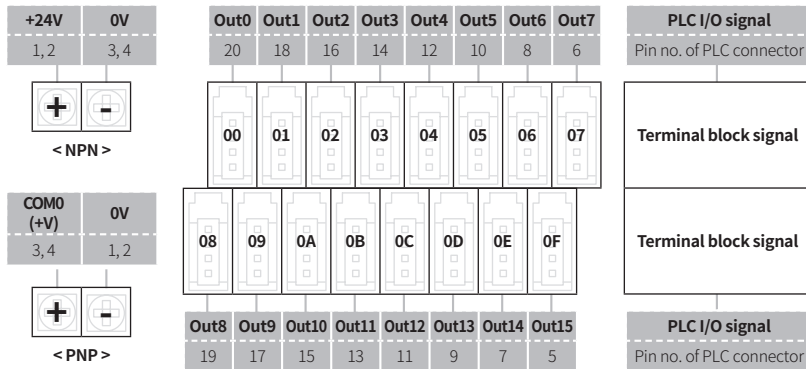 +24V 0V
1, 2 3, 4
+ -
< NPN >
COM0 (+V) 0V
3, 4 1, 2
+ -
< PNP >
Out0 Out1 Out2 Out3 Out4 Out5 Out6 Out7
20 18 16 14 12 10 8 6
00 01 02 03 04 05 06 07
08 09 0A 0B 0C 0D 0E 0F
Out8 Out9 Out10 Out11 Out12 Out13 Out14 Out15
19 17 15 13 11 9 7 5
PLC I/O signal
Pin no. of PLC connector
Terminal block signal
Terminal block signal
PLC I/O signal
Pin no. of PLC connector